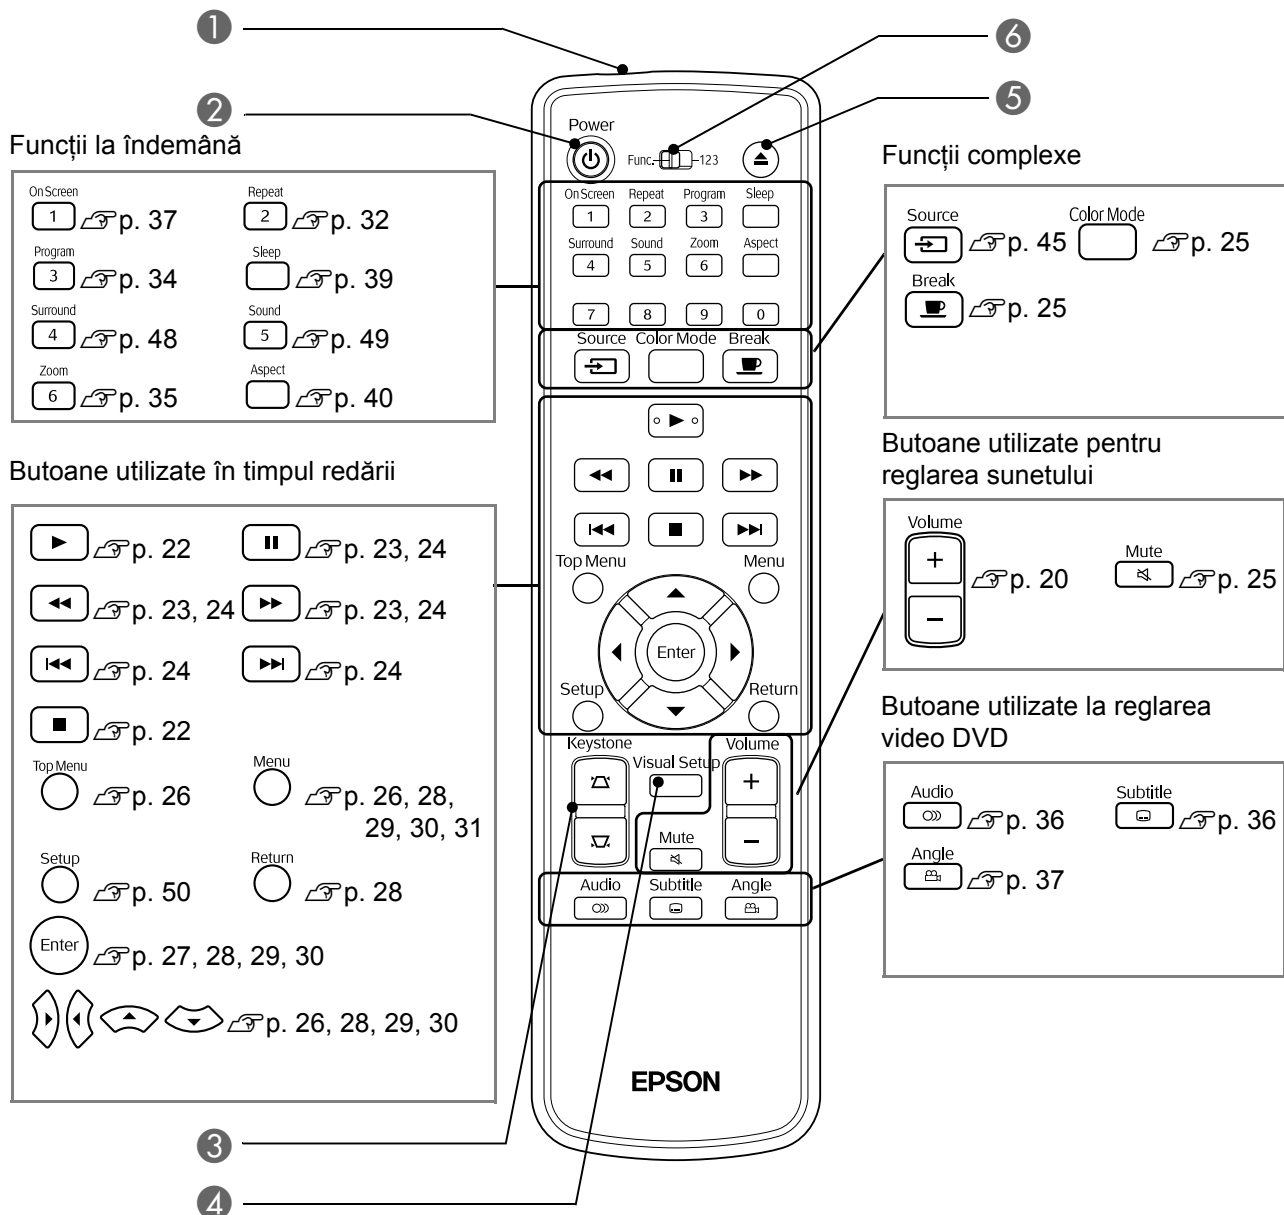 1
6
2
5
Funcții la îndemână
On Screen
1 p. 37
Repeat
2 p. 32
Program
3 p. 34
Sleep
p. 39
Surround
4 p. 48
Sound
5 p. 49
Zoom
6 p. 35
Aspect
p. 40
Butoane utilizate în timpul redării
p. 22
p. 23, 24
p. 23, 24
p. 23, 24
p. 24
p. 24
p. 22
Top Menu
p. 26
Menu
p. 26, 28,
29, 30, 31
Setup
p. 50
Return
p. 28
Enter p. 27, 28, 29, 30
p. 26, 28, 29, 30
Power
Func. 123
On Screen Repeat Program Sleep
1 2 3
Surround Sound Zoom Aspect
4 5 6
7 8 9 0
Source Color Mode Break
Top Menu Menu
Enter
Setup Return
Keystone Volume
Visual Setup
+
Mute
−
Audio Subtitle Angle
EPSON
3
4
Funcții complexe
Source
p. 45
Color Mode
p. 25
Break
p. 25
Butoane utilizate pentru
reglarea sunetului
Volume
+
−
p. 20
Mute
p. 25
Butoane utilizate la reglarea
video DVD
Audio
p. 36
Subtitle
p. 36
Angle
p. 37